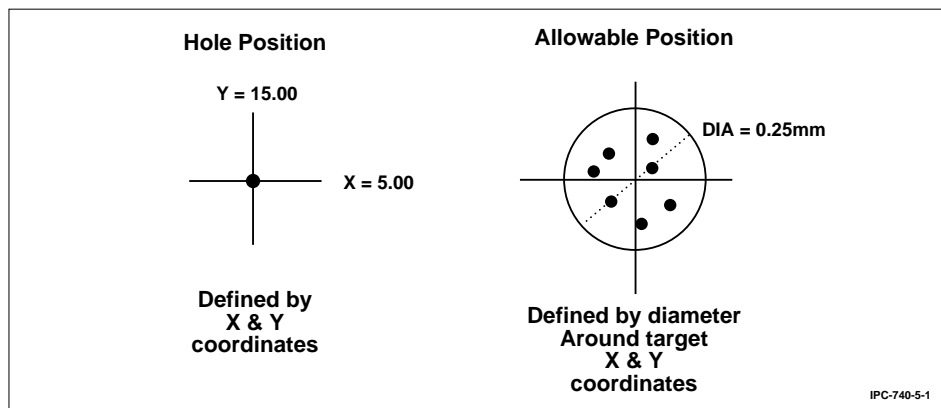 Hole Position
Y = 15.00
X = 5.00
Defined by
X & Y
coordinates
Allowable Position
DIA = 0.25mm
Defined by diameter
Around target
X & Y
coordinates
IPC-740-5-1